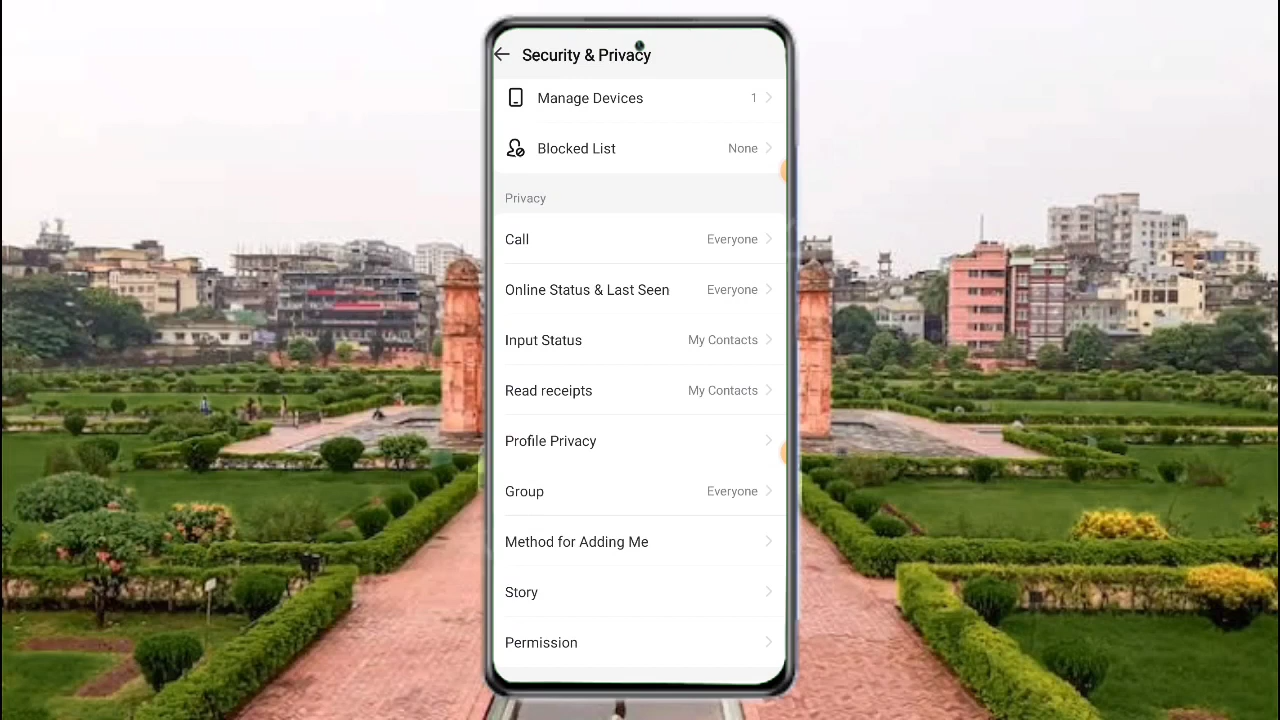 Security & Privacy
Manage Devices 1
Blocked List None
Privacy
Call Everyone
Online Status & Last Seen Everyone
Input Status My Contacts
Read receipts My Contacts
Profile Privacy
Group Everyone
Method for Adding Me
Story
Permission